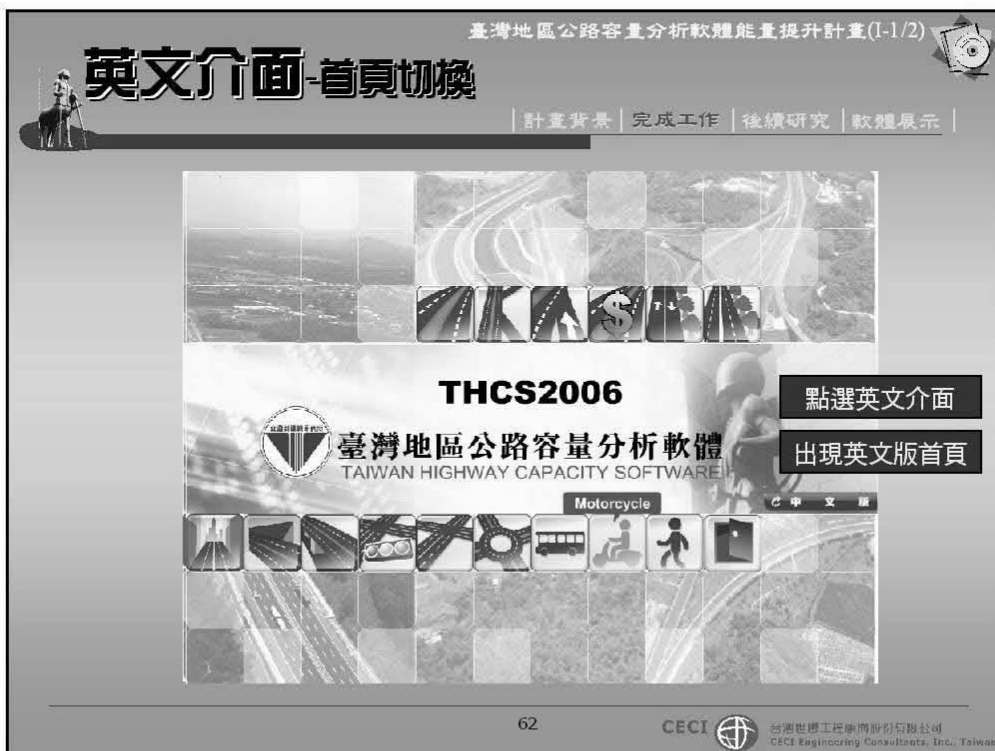 臺灣地區公路容量分析軟體能量提升計畫(I-1/2)
英文介面-首頁切換
| 計畫背景 | 完成工作 | 後續研究 | 軟體展示 |
THCS2006
臺灣地區公路容量分析軟體
TAIWAN HIGHWAY CAPACITY SOFTWARE
點選英文介面
出現英文版首頁
Motorcycle
中 文 版
62
CECI
台灣世曦工程顧問股份有限公司
CECI Engineering Consultants, Inc., Taiwan